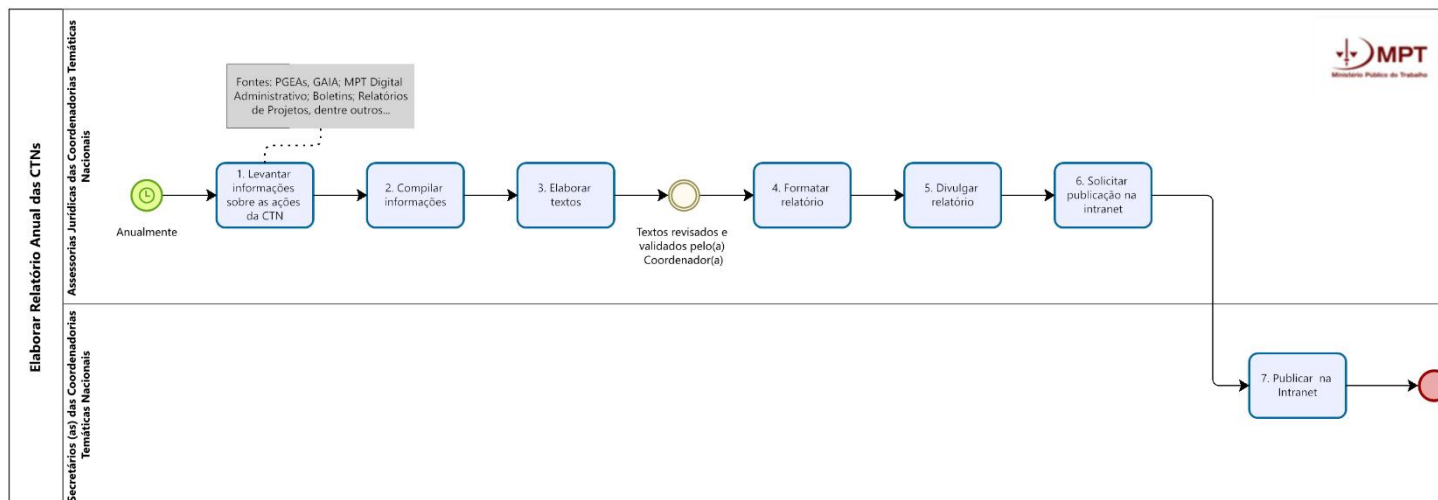 Elaborar Relatório Anual das CTNs
Assessorias Jurídicas das Coordenadorias Temáticas
Nacionais
Fontes: PGEAs, GAIA; MPT Digital
Administrativo; Boletins; Relatórios
de Projetos, dentre outros...
MPT
Ministério Público do Trabalho
Anualmente
1. Levantar
informações
sobre as ações
da CTN
2. Compilar
informações
3. Elaborar
textos
Textos revisados e
validados pelo(a)
Coordenador(a)
4. Formatar
relatório
5. Divulgar
relatório
6. Solicitar
publicação na
intranet
Secretários (as) das Coordenadorias
Temáticas Nacionais
7. Publicar na
Intranet